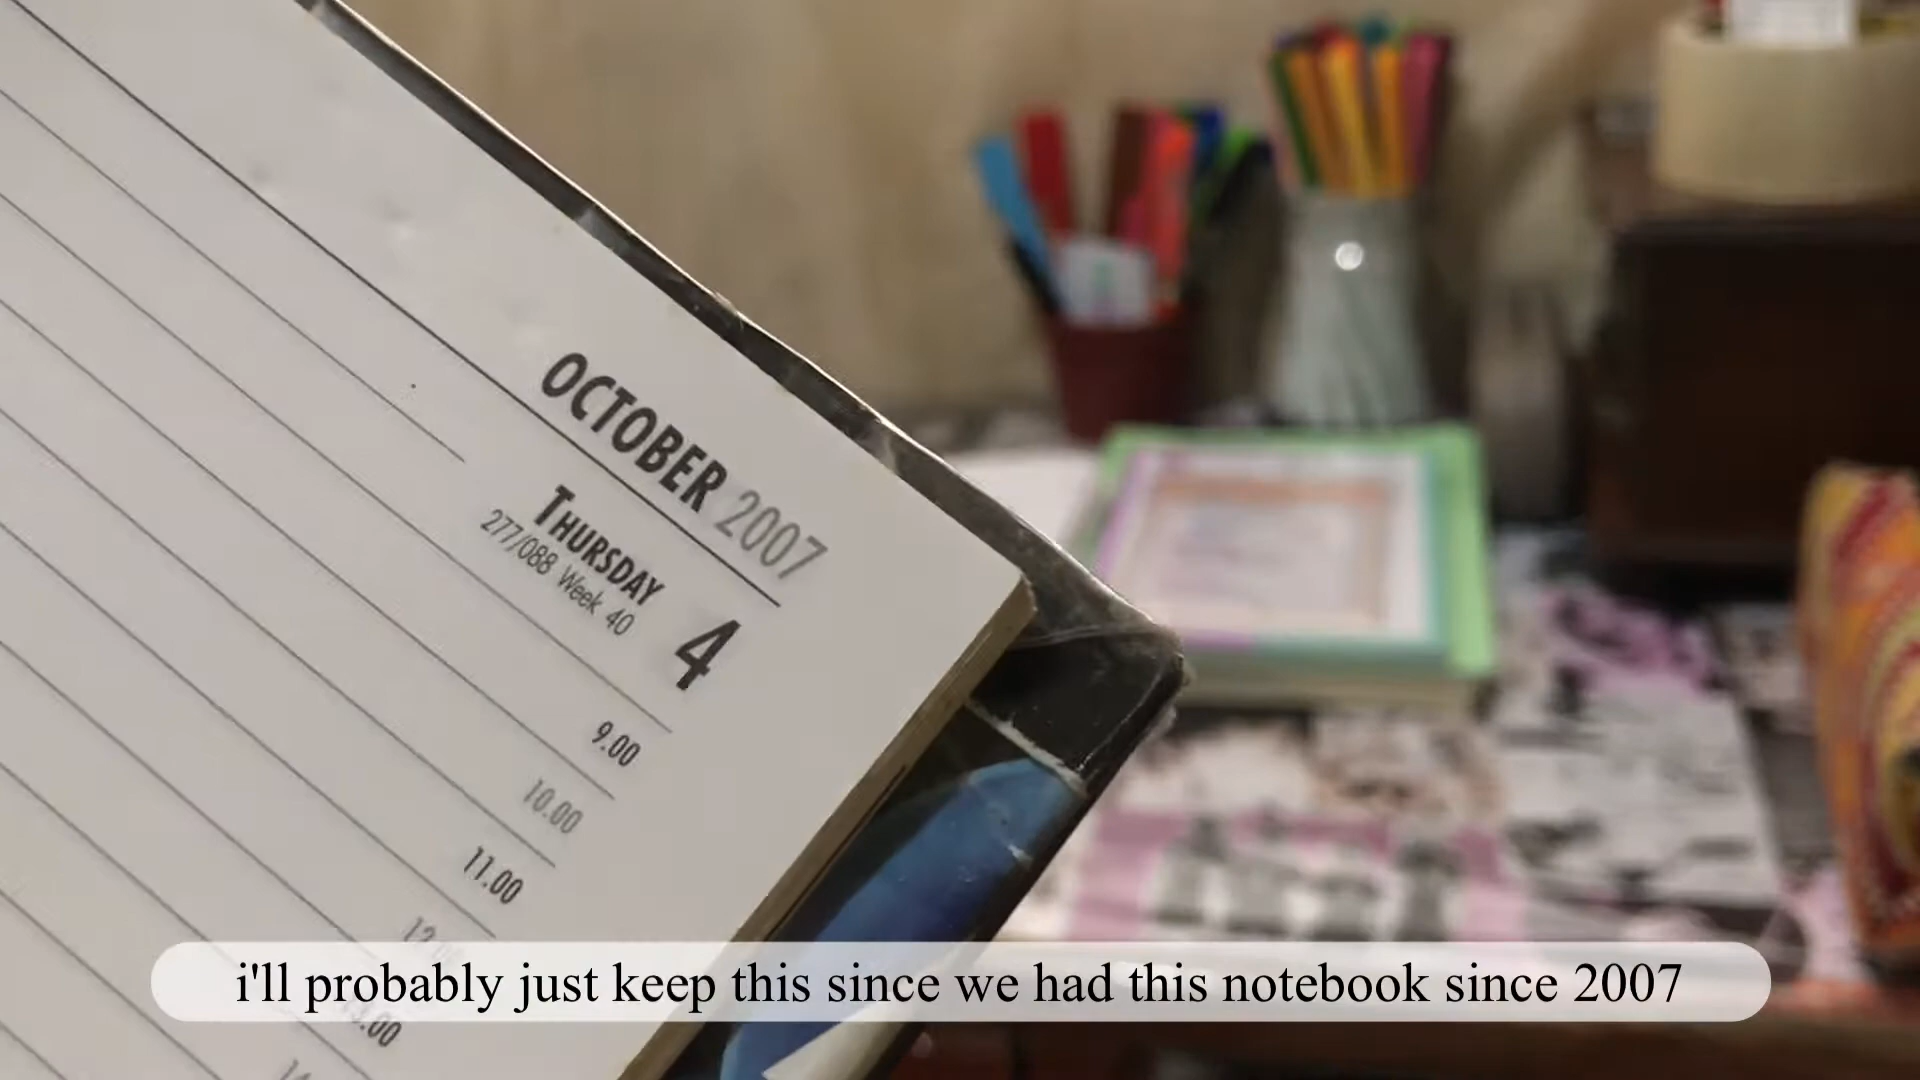 OCTOBER 2007
THURSDAY
277/088 Week 40
4
9.00
10.00
11.00
i'll probably just keep this since we had this notebook since 2007